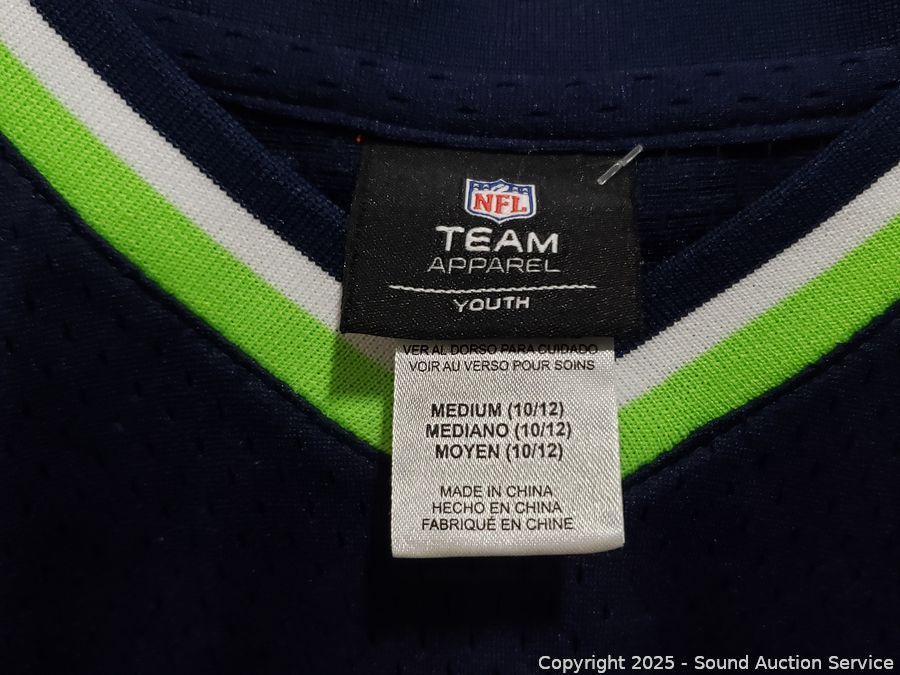 NFL
TEAM
APPAREL
YOUTH
VER AL DORSO PARA CUIDADO
VOIR AU VERSO POUR SOINS
MEDIUM (10/12)
MEDIANO (10/12)
MOYEN (10/12)
MADE IN CHINA
HECHO EN CHINA
FABRIQUÉ EN CHINE
Copyright 2025 - Sound Auction Service